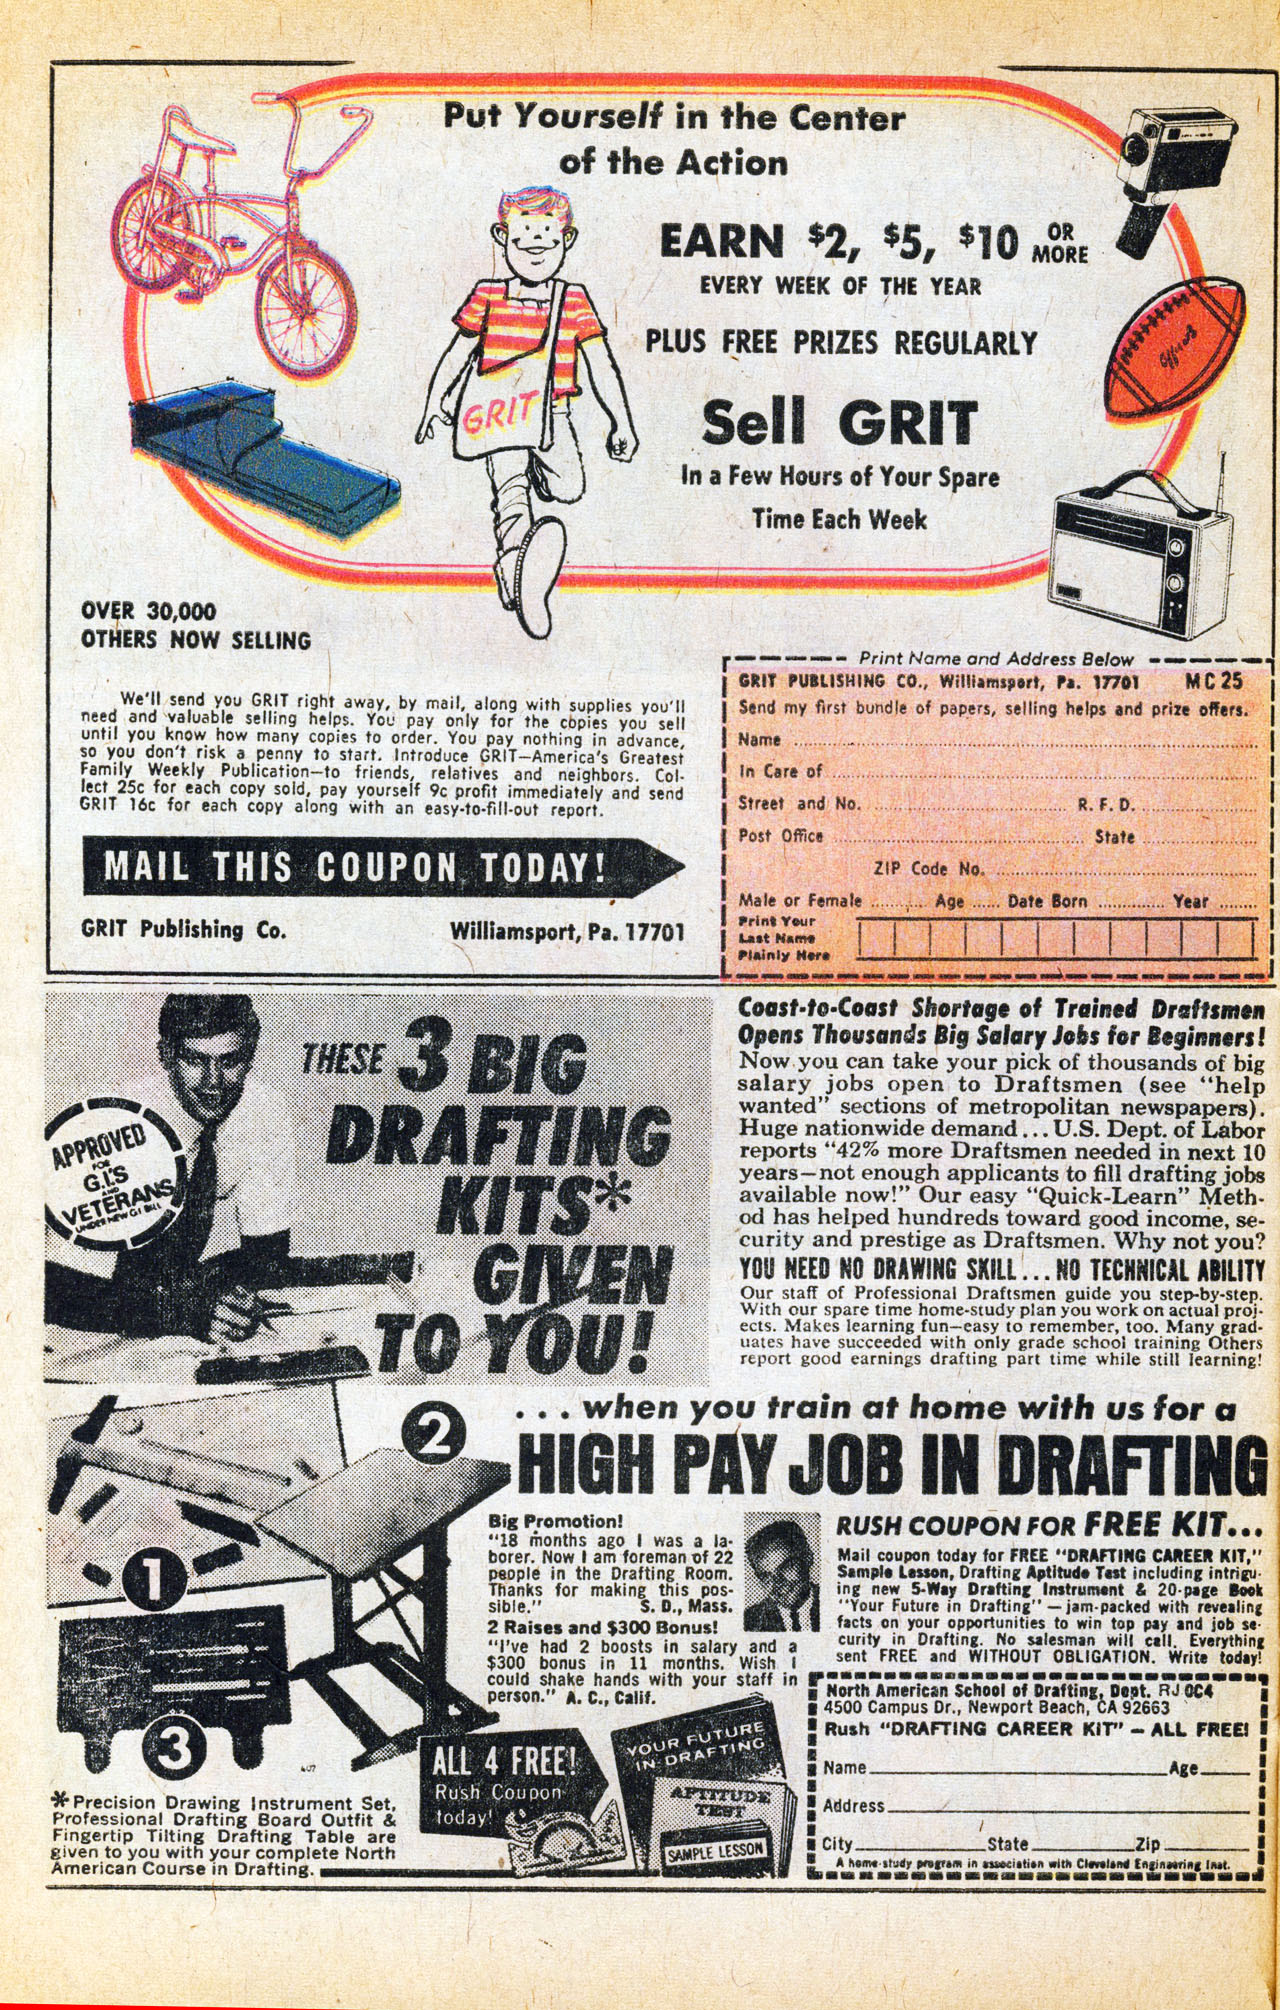 Put Yourself in the Center
of the Action
EARN $2, $5, $10 OR MORE
EVERY WEEK OF THE YEAR
PLUS FREE PRIZES REGULARLY
Sell GRIT
In a Few Hours of Your Spare
Time Each Week
GRIT
OVER 30,000
OTHERS NOW SELLING
We'll send you GRIT right away, by mail, along with supplies you'll
need and valuable selling helps. You pay only for the copies you sell
until you know how many copies to order. You pay nothing in advance,
so you don't risk a penny to start. Introduce GRIT—America's Greatest
Family Weekly Publication—to friends, relatives and neighbors. Col-
lect 25c for each copy sold, pay yourself 9c profit immediately and send
GRIT 16c for each copy along with an easy-to-fill-out report.
MAIL THIS COUPON TODAY!
GRIT Publishing Co. Williamsport, Pa. 17701
Print Name and Address Below
GRIT PUBLISHING CO., Williamsport, Pa. 17701 MC25
Send my first bundle of papers, selling helps and prize offers.
Name
In Care of
Street and No. R. F. D.
Post Office State
ZIP Code No.
Male or Female Age Date Born Year
Print Your
Last Name
Plainly Here
THESE 3 BIG
DRAFTING
KITS*
GIVEN
TO YOU!
APPROVED
FOR
G.I.'S
AND
VETERANS
UNDER NEW GI BILL
Coast-to-Coast Shortage of Trained Draftsmen
Opens Thousands Big Salary Jobs for Beginners!
Now you can take your pick of thousands of big
salary jobs open to Draftsmen (see "help
wanted" sections of metropolitan newspapers).
Huge nationwide demand...U.S. Dept. of Labor
reports "42% more Draftsmen needed in next 10
years—not enough applicants to fill drafting jobs
available now!" Our easy "Quick-Learn" Meth-
od has helped hundreds toward good income, se-
curity and prestige as Draftsmen. Why not you?
YOU NEED NO DRAWING SKILL...NO TECHNICAL ABILITY
Our staff of Professional Draftsmen guide you step-by-step.
With our spare time home-study plan you work on actual proj-
ects. Makes learning fun—easy to remember, too. Many grad-
uates have succeeded with only grade school training Others
report good earnings drafting part time while still learning!
...when you train at home with us for a
HIGH PAY JOB IN DRAFTING
1
2
3
407
Big Promotion!
"18 months ago I was a la-
borer. Now I am foreman of 22
people in the Drafting Room.
Thanks for making this pos-
sible." S. D., Mass.
2 Raises and $300 Bonus!
"I've had 2 boosts in salary and a
$300 bonus in 11 months. Wish I
could shake hands with your staff in
person." A. C., Calif.
RUSH COUPON FOR FREE KIT...
Mail coupon today for FREE "DRAFTING CAREER KIT,"
Sample Lesson, Drafting Aptitude Test including intrigu-
ing new 5-Way Drafting Instrument & 20-page Book
"Your Future in Drafting" — jam-packed with revealing
facts on your opportunities to win top pay and job se-
curity in Drafting. No salesman will call. Everything
sent FREE and WITHOUT OBLIGATION. Write today!
*Precision Drawing Instrument Set,
Professional Drafting Board Outfit &
Fingertip Tilting Drafting Table are
given to you with your complete North
American Course in Drafting.
ALL 4 FREE!
Rush Coupon
today!
YOUR FUTURE
IN DRAFTING
APTITUDE
TEST
SAMPLE LESSON
North American School of Drafting, Dept. RJ0C4
4500 Campus Dr., Newport Beach, CA 92663
Rush "DRAFTING CAREER KIT" — ALL FREE!
Name Age
Address
City State Zip
A home-study program in association with Cleveland Engineering Inst.